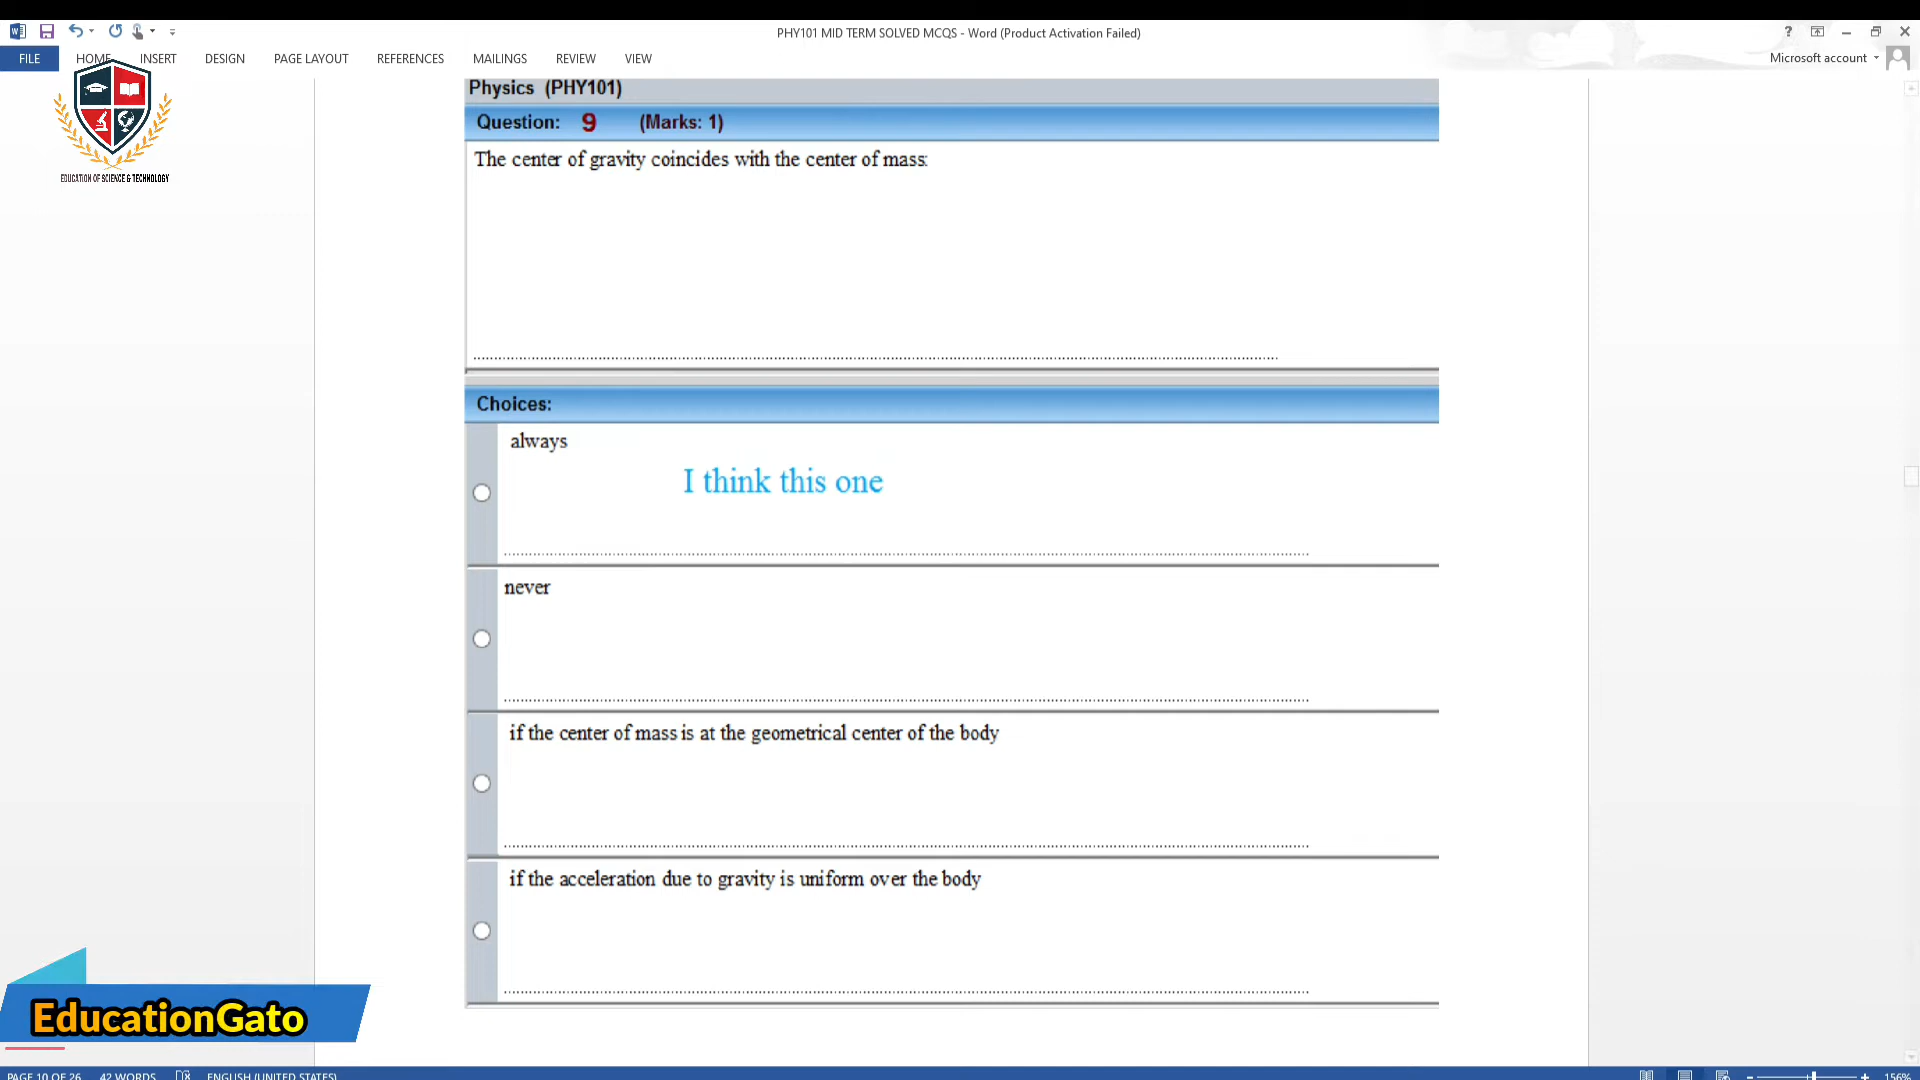 PHY101 MID TERM SOLVED MCQS - Word (Product Activation Failed)
FILE HOME INSERT DESIGN PAGE LAYOUT REFERENCES MAILINGS REVIEW VIEW
Microsoft account
EDUCATION OF SCIENCE & TECHNOLOGY
Physics (PHY101)
Question: 9 (Marks: 1)
The center of gravity coincides with the center of mass:
Choices:
always
I think this one
never
if the center of mass is at the geometrical center of the body
if the acceleration due to gravity is uniform over the body
EducationGato
PAGE 10 OF 26 42 WORDS ENGLISH (UNITED STATES) 156%